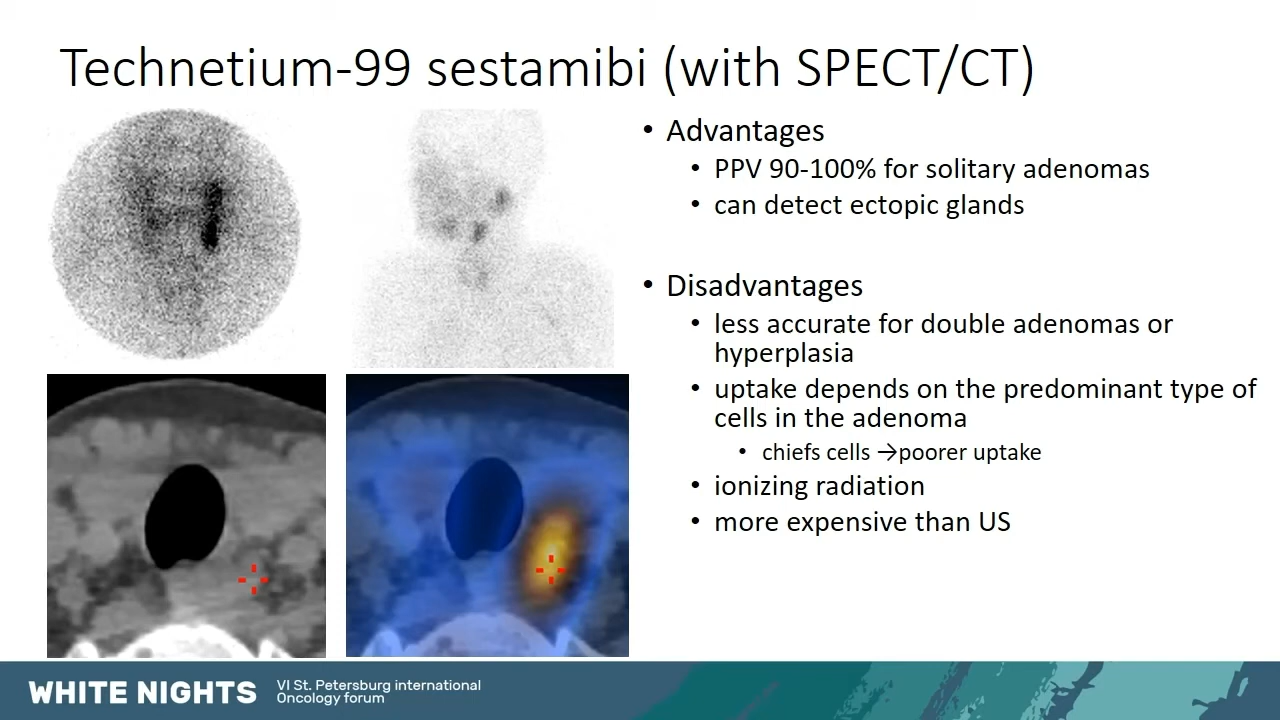 Technetium-99 sestamibi (with SPECT/CT)
• Advantages
• PPV 90-100% for solitary adenomas
• can detect ectopic glands
• Disadvantages
• less accurate for double adenomas or
hyperplasia
• uptake depends on the predominant type of
cells in the adenoma
• chiefs cells →poorer uptake
• ionizing radiation
• more expensive than US
WHITE NIGHTS
VI St. Petersburg international
Oncology forum